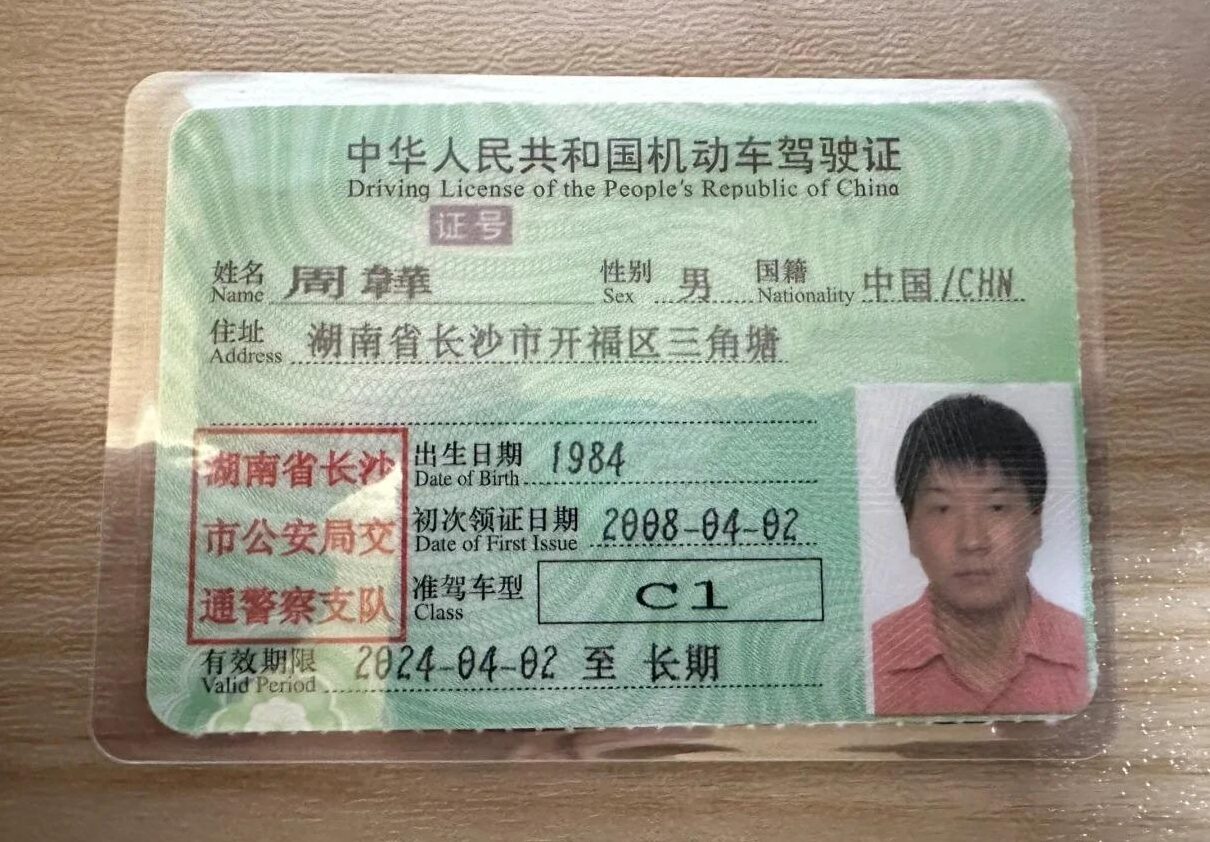 中华人民共和国机动车驾驶证
Driving License of the People's Republic of China
证号
姓名 周韡 性别 男 国籍 中国/CHN
Name Sex Nationality
住址 湖南省长沙市开福区三角塘
Address
湖南省长沙
市公安局交
通警察支队
出生日期 1984
Date of Birth
初次领证日期 2008-04-02
Date of First Issue
准驾车型 C1
Class
有效期限 2024-04-02 至 长期
Valid Period